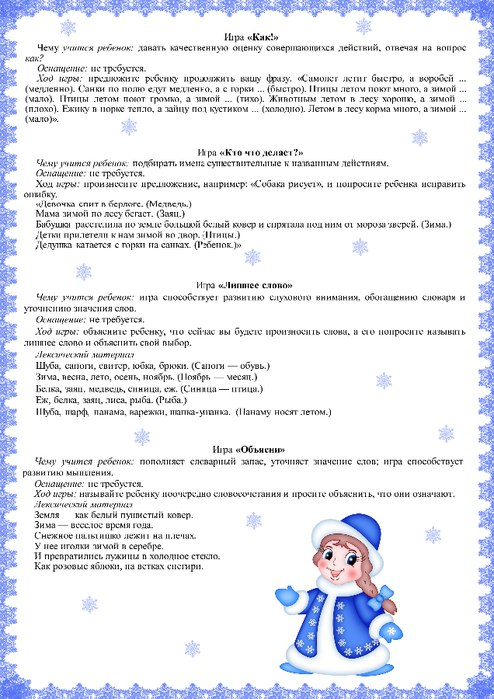 Игра «Как!»
Чему учится ребенок: давать качественную оценку совершающихся действий, отвечая на вопрос
как?
Оснащение: не требуется.
Ход игры: предложите ребенку продолжить вашу фразу. «Самолет летит быстро, а воробей ...
(медленно). Санки по полю едут медленно, а с горки ... (быстро). Птицы летом поют много, а зимой ...
(мало). Птицы летом поют громко, а зимой ... (тихо). Животным летом в лесу хорошо, а зимой ...
(плохо). Ежику в норке тепло, а зайцу под кустиком ... (холодно). Летом в лесу корма много, а зимой ...
(мало)».
Игра «Кто что делает?»
Чему учится ребенок: подбирать имена существительные к названным действиям.
Оснащение: не требуется.
Ход игры: произнесите предложение, например: «Собака рисует», и попросите ребенка исправить
ошибку.
«Девочка спит в берлоге. (Медведь.)
Мама зимой по лесу бегает. (Заяц.)
Бабушка расстелила по земле большой белый ковер и спрятала под ним от мороза зверей. (Зима.)
Детки прилетели к нам зимой во двор. (Птицы.)
Дедушка катается с горки на санках. (Ребенок.)»
Игра «Лишнее слово»
Чему учится ребенок: игра способствует развитию слухового внимания, обогащению словаря и
уточнению значения слов.
Оснащение: не требуется.
Ход игры: объясните ребенку, что сейчас вы будете произносить слова, а его попросите называть
лишнее слово и объяснить свой выбор.
Лексический материал
Шуба, сапоги, свитер, юбка, брюки. (Сапоги — обувь.)
Зима, весна, лето, осень, ноябрь. (Ноябрь — месяц.)
Белка, заяц, медведь, синица, еж. (Синица — птица.)
Еж, белка, заяц, лиса, рыба. (Рыба.)
Шуба, шарф, панама, варежки, шапка-ушанка. (Панаму носят летом.)
Игра «Объясни»
Чему учится ребенок: пополняет словарный запас, уточняет значение слов; игра способствует
развитию мышления.
Оснащение: не требуется.
Ход игры: называйте ребенку поочередно словосочетания и просите объяснить, что они означают.
Лексический материал
Земля — как белый пушистый ковер.
Зима — веселое время года.
Снежное пальтишко лежит на плечах.
У нее иголки зимой в серебре.
И превратились лужицы в холодное стекло.
Как розовые яблоки, на ветках снегири.